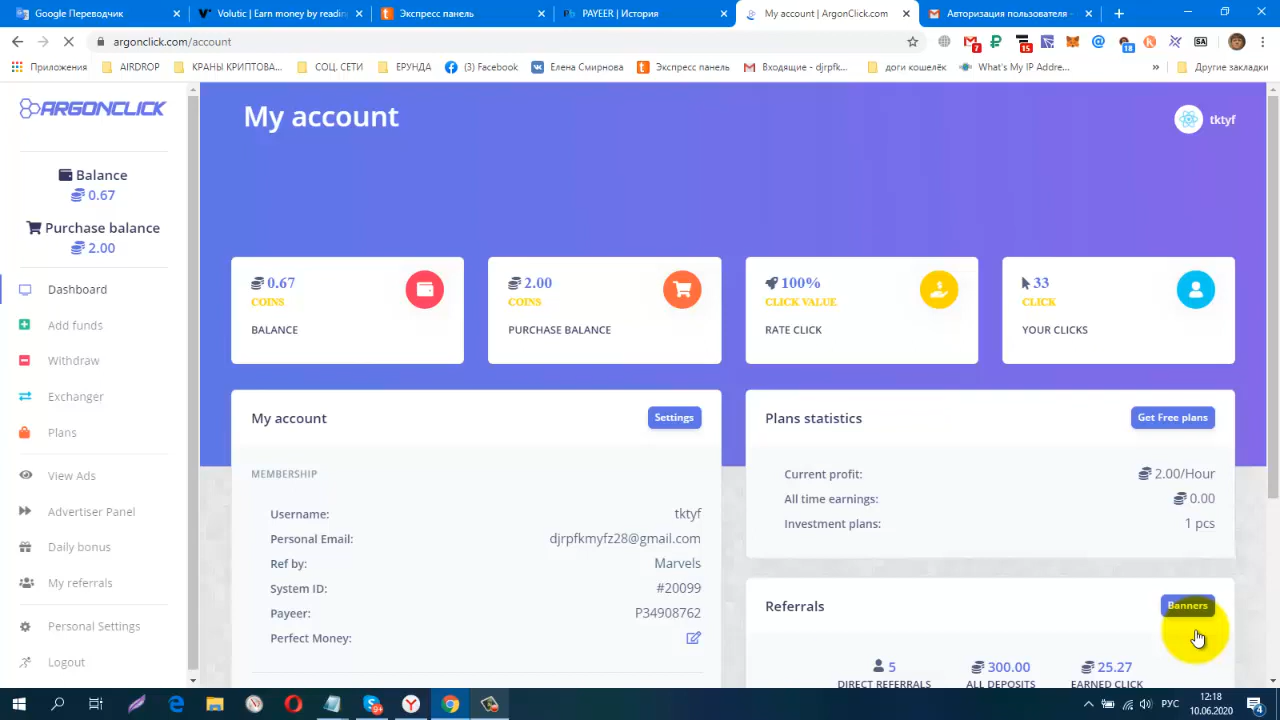 Google Переводчик
Volutic | Earn money by readin
Экспресс панель
PAYEER | История
My account | ArgonClick.com
Авторизация пользователя -
argonclick.com/account
7
15
18
SA
Приложения
AIRDROP
КРАНЫ КРИПТОВА...
СОЦ. СЕТИ
ЕРУНДА
(3) Facebook
Елена Смирнова
Экспресс панель
Входящие - djrpfk...
доги кошелёк
What's My IP Addre...
»
Другие закладки
ARGONCLICK
Balance
0.67
Purchase balance
2.00
Dashboard
Add funds
Withdraw
Exchanger
Plans
View Ads
Advertiser Panel
Daily bonus
My referrals
Personal Settings
Logout
My account
tktyf
0.67
COINS
BALANCE
2.00
COINS
PURCHASE BALANCE
100%
CLICK VALUE
RATE CLICK
33
CLICK
YOUR CLICKS
My account
Settings
MEMBERSHIP
Username: tktyf
Personal Email: djrpfkmyfz28@gmail.com
Ref by: Marvels
System ID: #20099
Payeer: P34908762
Perfect Money:
Plans statistics
Get Free plans
Current profit: 2.00/Hour
All time earnings: 0.00
Investment plans: 1 pcs
Referrals
Banners
5
DIRECT REFERRALS
300.00
ALL DEPOSITS
25.27
EARNED CLICK
РУС
12:18
10.06.2020
4